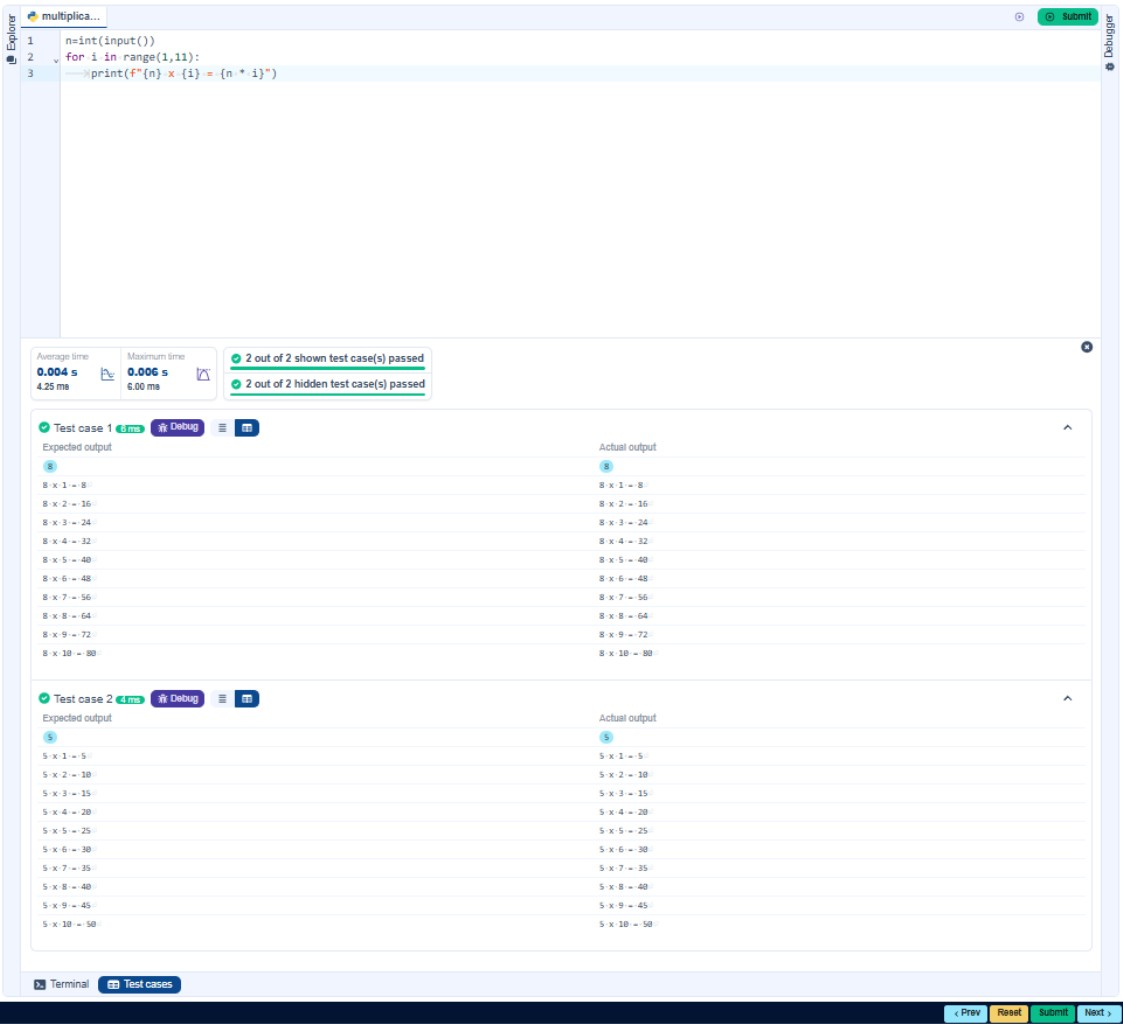 Explorer
multiplica...
Submit
Debugger
1 n=int(input())
2 for i in range(1,11):
3 print(f"{n} x {i} = {n * i}")
Average time
0.004 s
4.25 ms
Maximum time
0.006 s
6.00 ms
2 out of 2 shown test case(s) passed
2 out of 2 hidden test case(s) passed
Test case 1 6 ms Debug
Expected output Actual output
8 8
8 x 1 = 8 8 x 1 = 8
8 x 2 = 16 8 x 2 = 16
8 x 3 = 24 8 x 3 = 24
8 x 4 = 32 8 x 4 = 32
8 x 5 = 40 8 x 5 = 40
8 x 6 = 48 8 x 6 = 48
8 x 7 = 56 8 x 7 = 56
8 x 8 = 64 8 x 8 = 64
8 x 9 = 72 8 x 9 = 72
8 x 10 = 80 8 x 10 = 80
Test case 2 4 ms Debug
Expected output Actual output
5 5
5 x 1 = 5 5 x 1 = 5
5 x 2 = 10 5 x 2 = 10
5 x 3 = 15 5 x 3 = 15
5 x 4 = 20 5 x 4 = 20
5 x 5 = 25 5 x 5 = 25
5 x 6 = 30 5 x 6 = 30
5 x 7 = 35 5 x 7 = 35
5 x 8 = 40 5 x 8 = 40
5 x 9 = 45 5 x 9 = 45
5 x 10 = 50 5 x 10 = 50
Terminal Test cases
< Prev Reset Submit Next >